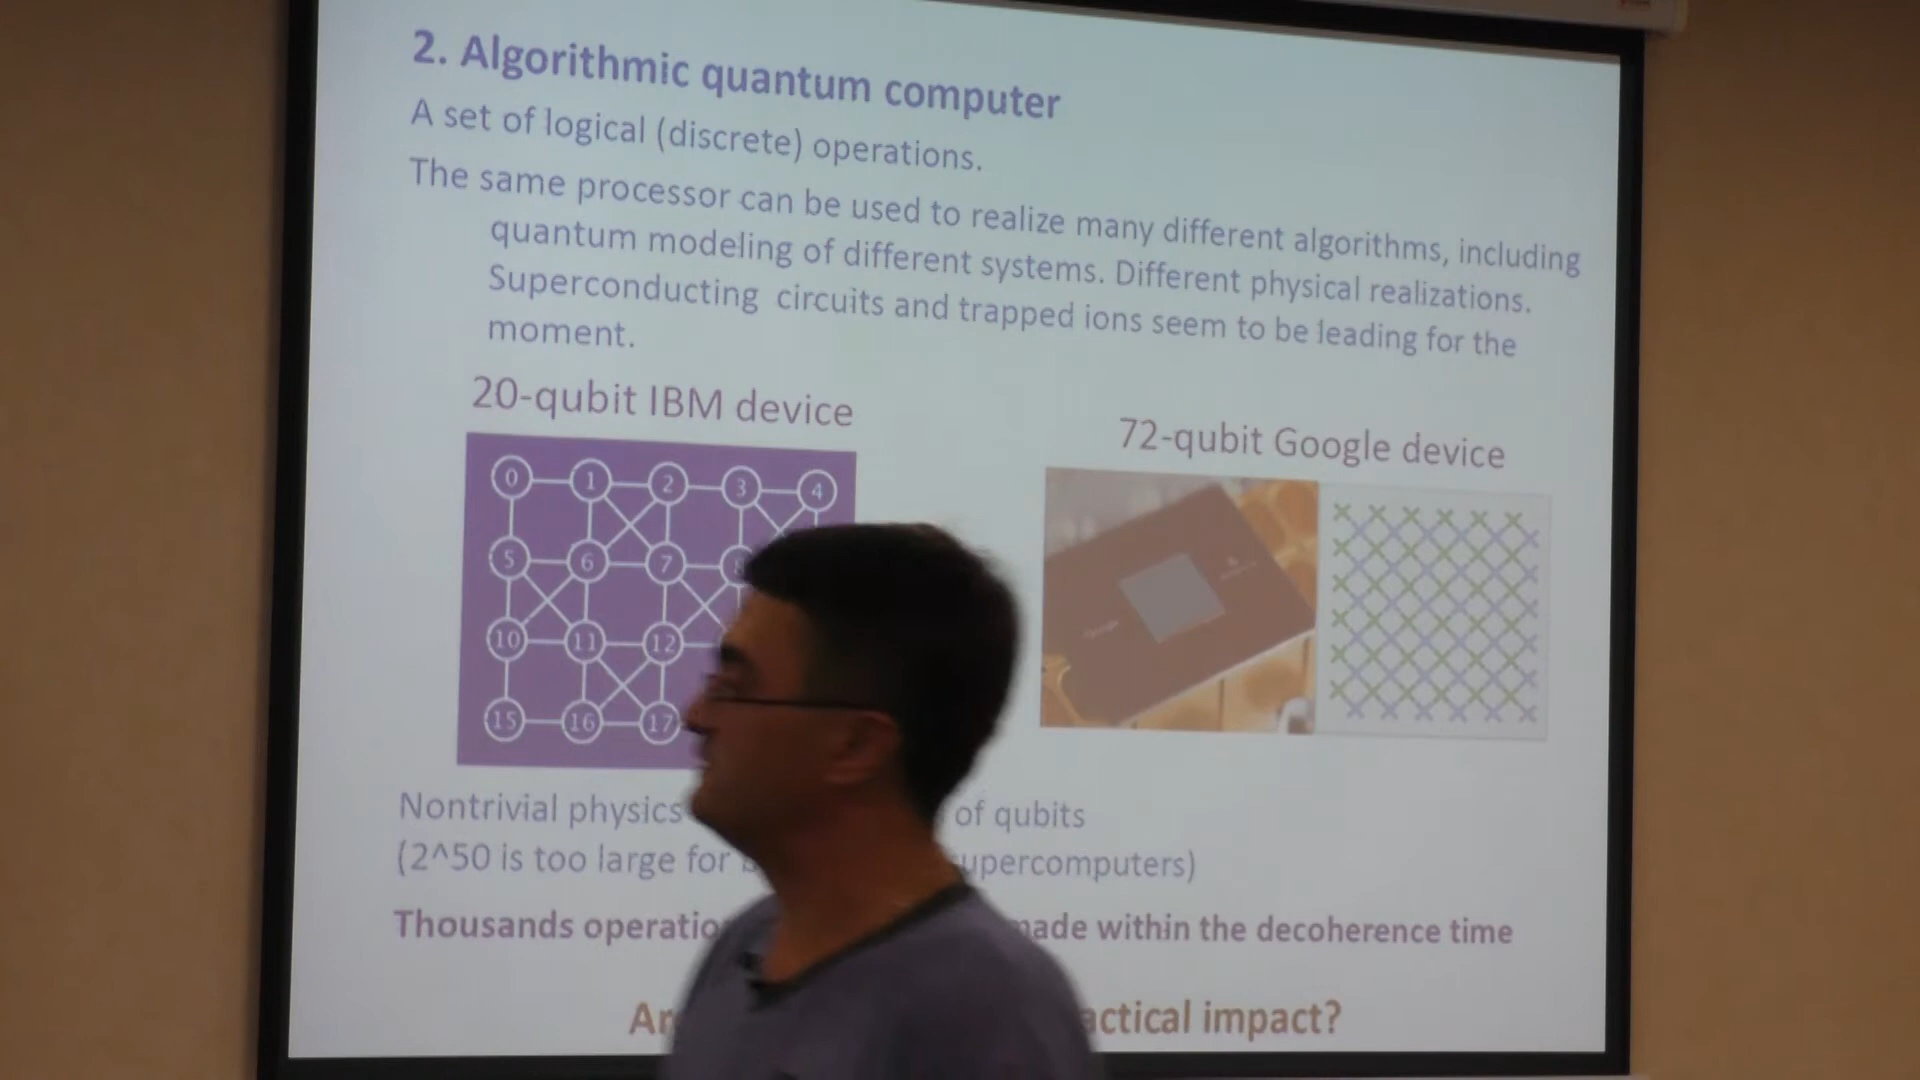 2. Algorithmic quantum computer
A set of logical (discrete) operations.
The same processor can be used to realize many different algorithms, including
quantum modeling of different systems. Different physical realizations.
Superconducting circuits and trapped ions seem to be leading for the
moment.
20-qubit IBM device
72-qubit Google device
0 1 2 3 4
5 6 7 8
10 11 12
15 16 17
Nontrivial physics of qubits
(2^50 is too large for supercomputers)
Thousands made within the decoherence time
impact?